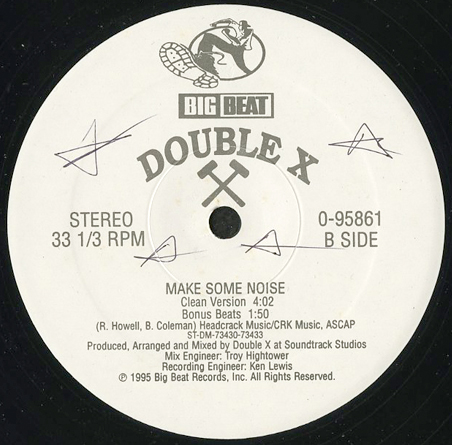 BIG BEAT
DOUBLE X
STEREO
33 1/3 RPM
0-95861
B SIDE
MAKE SOME NOISE
Clean Version 4:02
Bonus Beats 1:50
(R. Howell, B. Coleman) Headcrack Music/CRK Music, ASCAP
ST-DM-73430-73433
Produced, Arranged and Mixed by Double X at Soundtrack Studios
Mix Engineer: Troy Hightower
Recording Engineer: Ken Lewis
℗ 1995 Big Beat Records, Inc. All Rights Reserved.